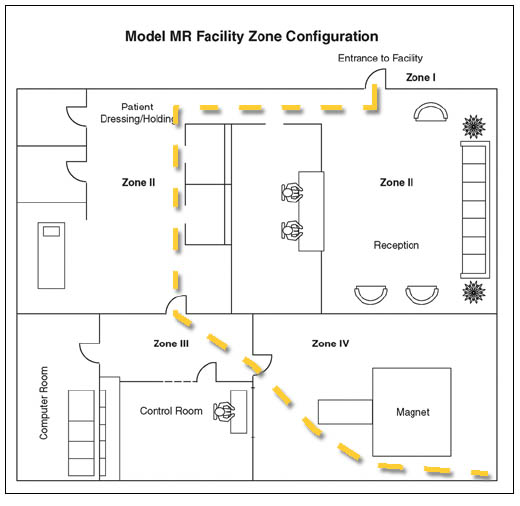 Model MR Facility Zone Configuration
Entrance to Facility
Zone I
Patient
Dressing/Holding
Zone II
Zone II
Reception
Zone III
Zone IV
Computer Room
Control Room
Magnet